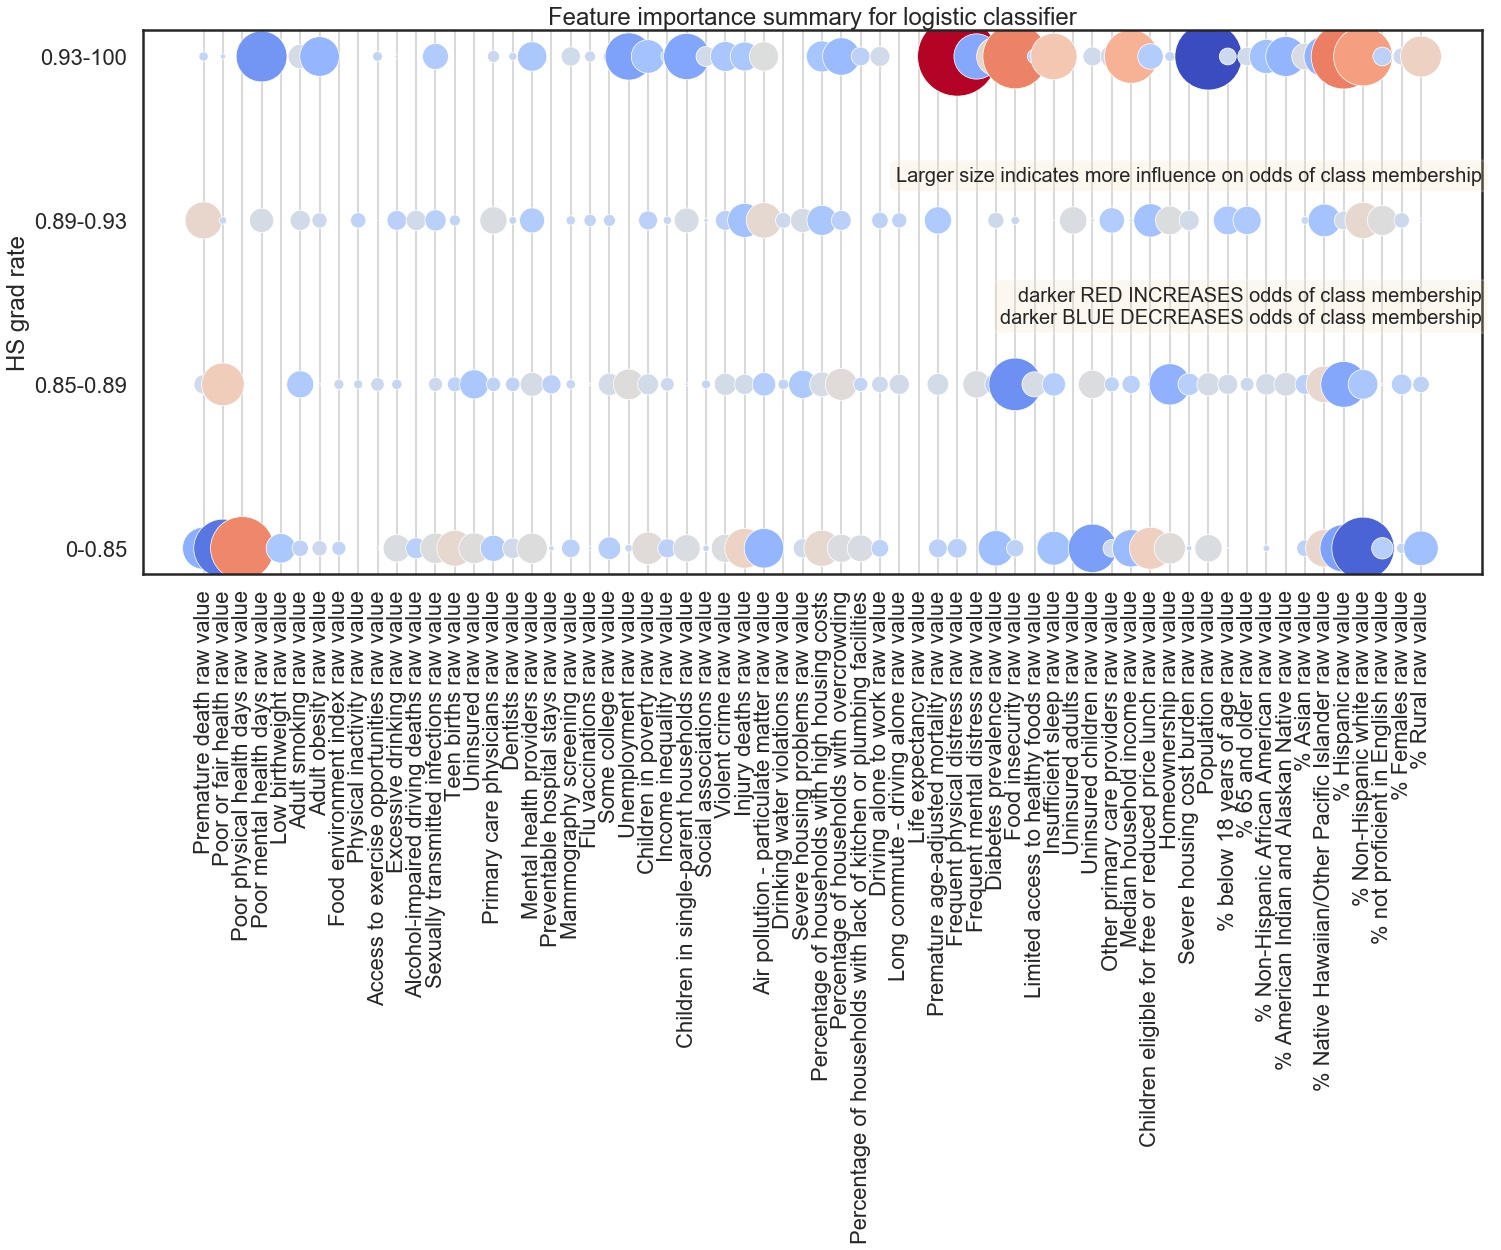 Feature importance summary for logistic classifier
HS grad rate
0.93-100
0.89-0.93
0.85-0.89
0-0.85
Larger size indicates more influence on odds of class membership
darker RED INCREASES odds of class membership
darker BLUE DECREASES odds of class membership
Premature death raw value
Poor or fair health raw value
Poor physical health days raw value
Poor mental health days raw value
Low birthweight raw value
Adult smoking raw value
Adult obesity raw value
Food environment index raw value
Physical inactivity raw value
Access to exercise opportunities raw value
Excessive drinking raw value
Alcohol-impaired driving deaths raw value
Sexually transmitted infections raw value
Teen births raw value
Uninsured raw value
Primary care physicians raw value
Dentists raw value
Mental health providers raw value
Preventable hospital stays raw value
Mammography screening raw value
Flu vaccinations raw value
Some college raw value
Unemployment raw value
Children in poverty raw value
Income inequality raw value
Children in single-parent households raw value
Social associations raw value
Violent crime raw value
Injury deaths raw value
Air pollution - particulate matter raw value
Drinking water violations raw value
Severe housing problems raw value
Percentage of households with high housing costs
Percentage of households with overcrowding
Percentage of households with lack of kitchen or plumbing facilities
Driving alone to work raw value
Long commute - driving alone raw value
Life expectancy raw value
Premature age-adjusted mortality raw value
Frequent physical distress raw value
Frequent mental distress raw value
Diabetes prevalence raw value
Food insecurity raw value
Limited access to healthy foods raw value
Insufficient sleep raw value
Uninsured adults raw value
Uninsured children raw value
Other primary care providers raw value
Median household income raw value
Children eligible for free or reduced price lunch raw value
Homeownership raw value
Severe housing cost burden raw value
Population raw value
% below 18 years of age raw value
% 65 and older raw value
% Non-Hispanic African American raw value
% American Indian and Alaskan Native raw value
% Asian raw value
% Native Hawaiian/Other Pacific Islander raw value
% Hispanic raw value
% Non-Hispanic white raw value
% not proficient in English raw value
% Females raw value
% Rural raw value